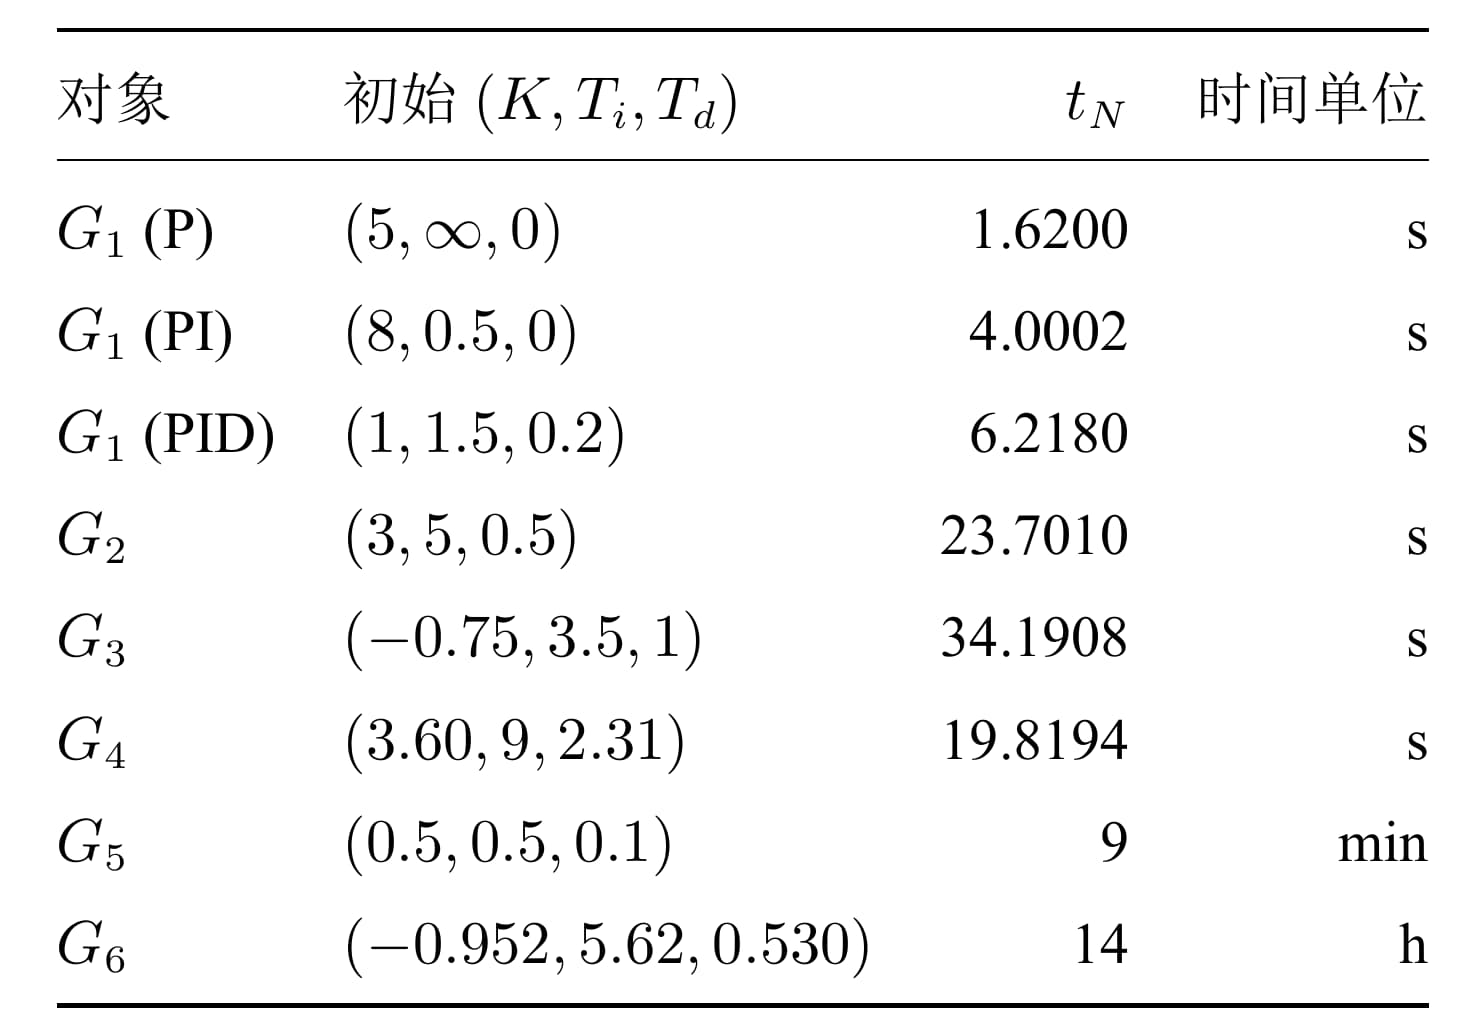 对象 初始 (K, T_i, T_d) t_N 时间单位
G_1 (P) (5, ∞, 0) 1.6200 s
G_1 (PI) (8, 0.5, 0) 4.0002 s
G_1 (PID) (1, 1.5, 0.2) 6.2180 s
G_2 (3, 5, 0.5) 23.7010 s
G_3 (−0.75, 3.5, 1) 34.1908 s
G_4 (3.60, 9, 2.31) 19.8194 s
G_5 (0.5, 0.5, 0.1) 9 min
G_6 (−0.952, 5.62, 0.530) 14 h